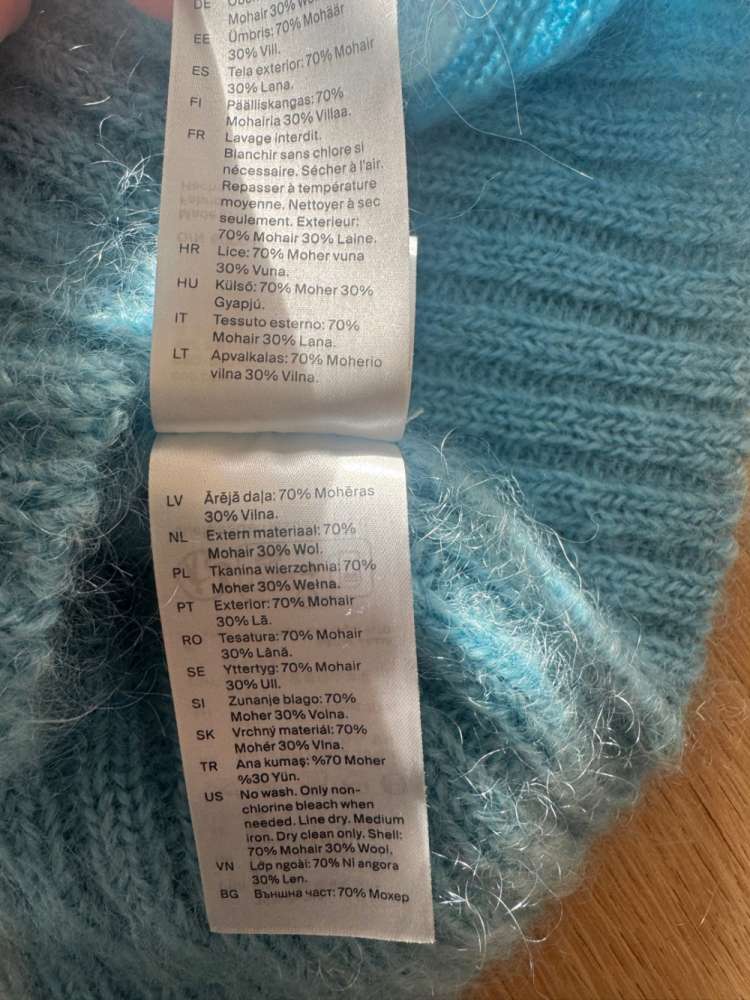 DE
Mohair 30%
EE Ümbris: 70% Mohäär
30% Vill.
ES Tela exterior: 70% Mohair
30% Lana.
FI Päälliskangas: 70%
Mohairia 30% Villaa.
FR Lavage interdit.
Blanchir sans chlore si
nécessaire. Sécher à l'air.
Repasser à température
moyenne. Nettoyer à sec
seulement. Exterieur:
70% Mohair 30% Laine.
HR Lice: 70% Moher vuna
30% Vuna.
HU Külső: 70% Moher 30%
Gyapjú.
IT Tessuto esterno: 70%
Mohair 30% Lana.
LT Apvalkalas: 70% Moherio
vilna 30% Vilna.
LV Ārējā daļa: 70% Mohēras
30% Vilna.
NL Extern materiaal: 70%
Mohair 30% Wol.
PL Tkanina wierzchnia: 70%
Moher 30% Wełna.
PT Exterior: 70% Mohair
30% Lã.
RO Tesatura: 70% Mohair
30% Lână.
SE Yttertyg: 70% Mohair
30% Ull.
SI Zunanje blago: 70%
Moher 30% Volna.
SK Vrchný materiál: 70%
Mohér 30% Vlna.
TR Ana kumaş: %70 Moher
%30 Yün.
US No wash. Only non-
chlorine bleach when
needed. Line dry. Medium
iron. Dry clean only. Shell:
70% Mohair 30% Wool.
VN Lớp ngoài: 70% Nỉ angora
30% Len.
BG Външна част: 70% Мохер